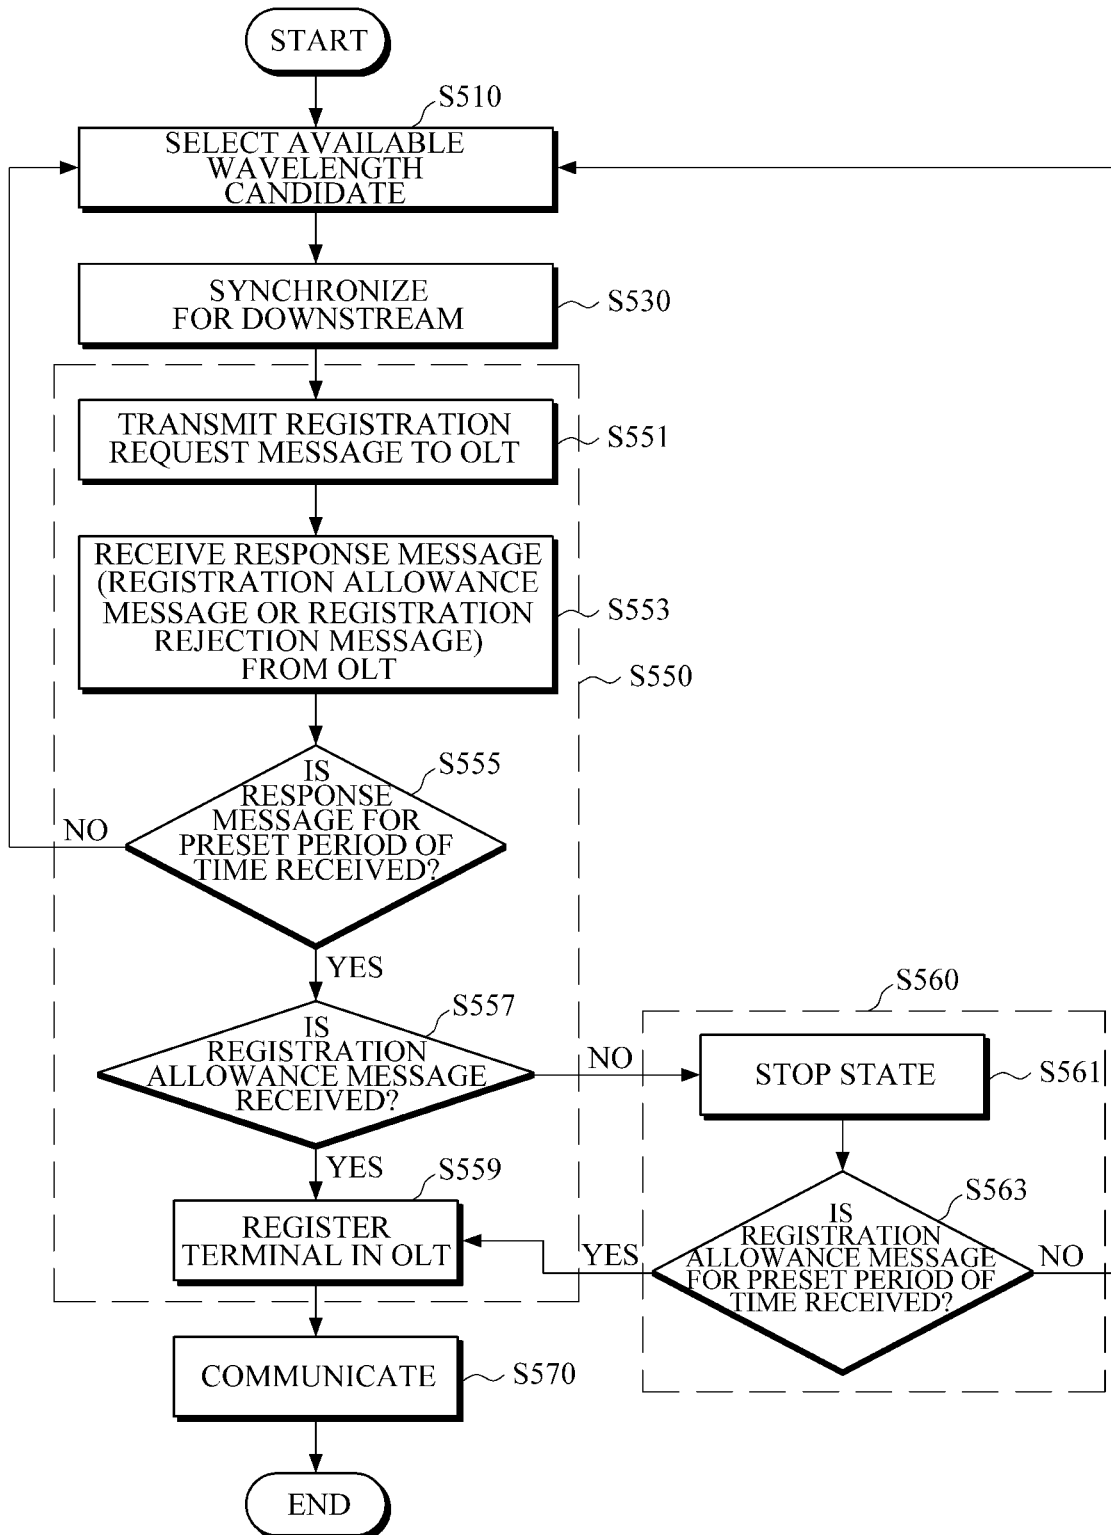 START
S510
SELECT AVAILABLE
WAVELENGTH
CANDIDATE
SYNCHRONIZE
FOR DOWNSTREAM
S530
TRANSMIT REGISTRATION
REQUEST MESSAGE TO OLT
S551
RECEIVE RESPONSE MESSAGE
(REGISTRATION ALLOWANCE
MESSAGE OR REGISTRATION
REJECTION MESSAGE)
FROM OLT
S553
S550
S555
IS
RESPONSE
MESSAGE FOR
PRESET PERIOD OF
TIME RECEIVED?
NO
YES
S557
IS
REGISTRATION
ALLOWANCE MESSAGE
RECEIVED?
NO
YES
S560
STOP STATE
S561
S559
REGISTER
TERMINAL IN OLT
S563
IS
REGISTRATION
ALLOWANCE MESSAGE
FOR PRESET PERIOD OF
TIME RECEIVED?
YES
NO
COMMUNICATE
S570
END